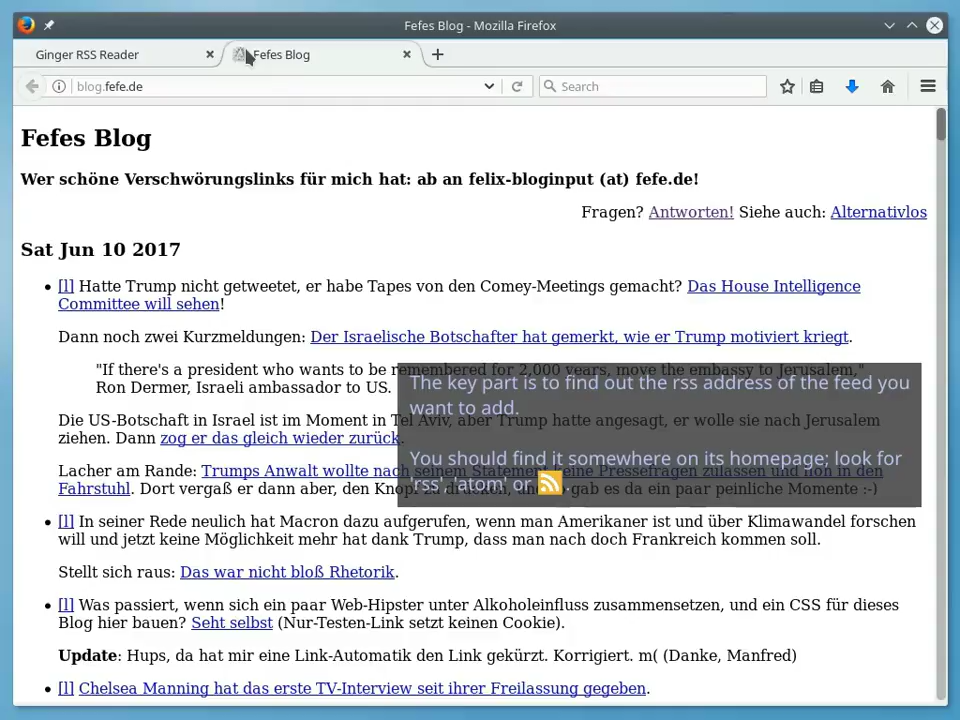 Fefes Blog - Mozilla Firefox
Ginger RSS Reader
Fefes Blog
blog.fefe.de
Search
Fefes Blog
Wer schöne Verschwörungslinks für mich hat: ab an felix-bloginput (at) fefe.de!
Fragen? Antworten! Siehe auch: Alternativlos
Sat Jun 10 2017
[l] Hatte Trump nicht getweetet, er habe Tapes von den Comey-Meetings gemacht? Das House Intelligence
Committee will sehen!
Dann noch zwei Kurzmeldungen: Der Israelische Botschafter hat gemerkt, wie er Trump motiviert kriegt.
"If there's a president who wants to be remembered for 2,000 years, move the embassy to Jerusalem,"
Ron Dermer, Israeli ambassador to US.
Die US-Botschaft in Israel ist im Moment in Tel Aviv, aber Trump hatte angesagt, er wolle sie nach Jerusalem
ziehen. Dann zog er das gleich wieder zurück.
Lacher am Rande: Trumps Anwalt wollte nach seinem Statement keine Pressefragen zulassen und floh in den
Fahrstuhl. Dort vergaß er dann aber, den Knopf zu drücken, und so gab es da ein paar peinliche Momente :-)
The key part is to find out the rss address of the feed you
want to add.
You should find it somewhere on its homepage; look for
'rss', 'atom' or .
[l] In seiner Rede neulich hat Macron dazu aufgerufen, wenn man Amerikaner ist und über Klimawandel forschen
will und jetzt keine Möglichkeit mehr hat dank Trump, dass man nach doch Frankreich kommen soll.
Stellt sich raus: Das war nicht bloß Rhetorik.
[l] Was passiert, wenn sich ein paar Web-Hipster unter Alkoholeinfluss zusammensetzen, und ein CSS für dieses
Blog hier bauen? Seht selbst (Nur-Testen-Link setzt keinen Cookie).
Update: Hups, da hat mir eine Link-Automatik den Link gekürzt. Korrigiert. m( (Danke, Manfred)
[l] Chelsea Manning hat das erste TV-Interview seit ihrer Freilassung gegeben.